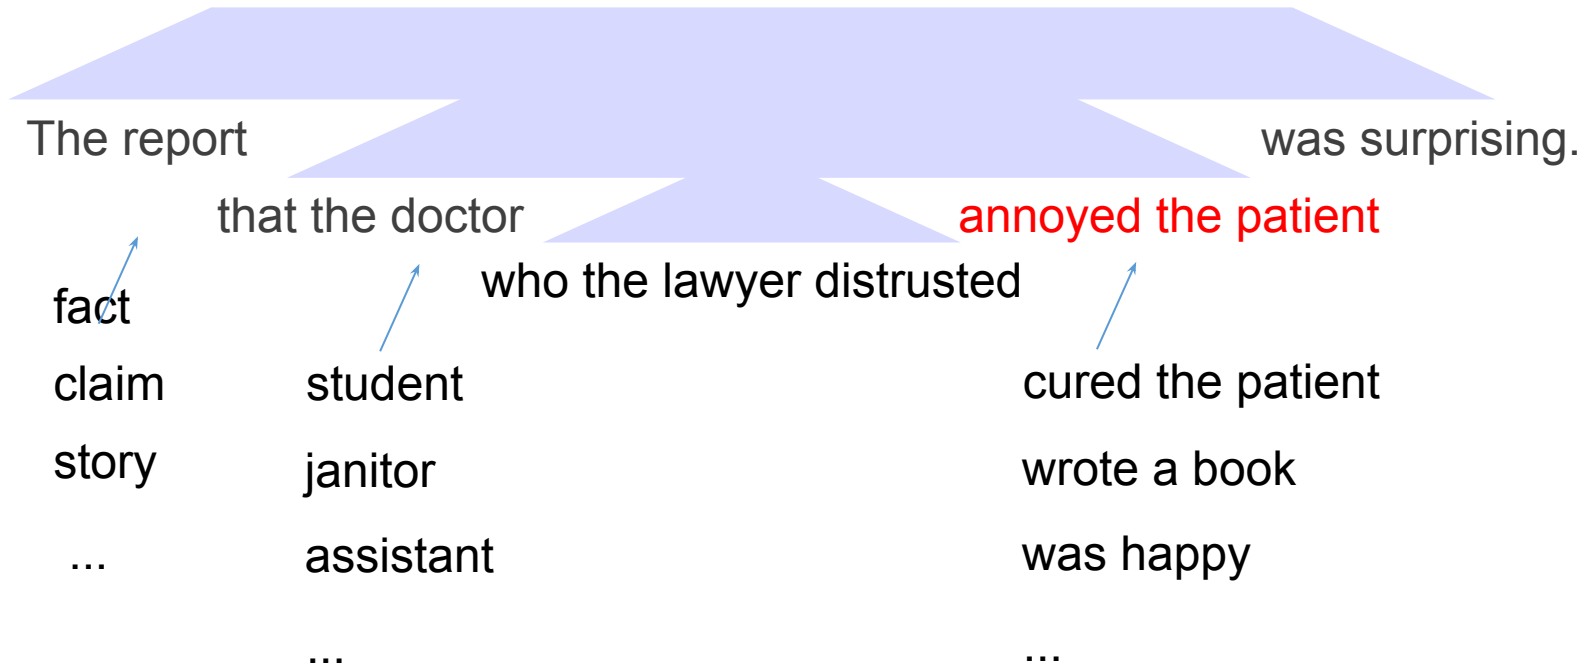 The report
was surprising.
that the doctor
annoyed the patient
who the lawyer distrusted
fact
claim
student
cured the patient
story
janitor
wrote a book
...
assistant
was happy
...
...